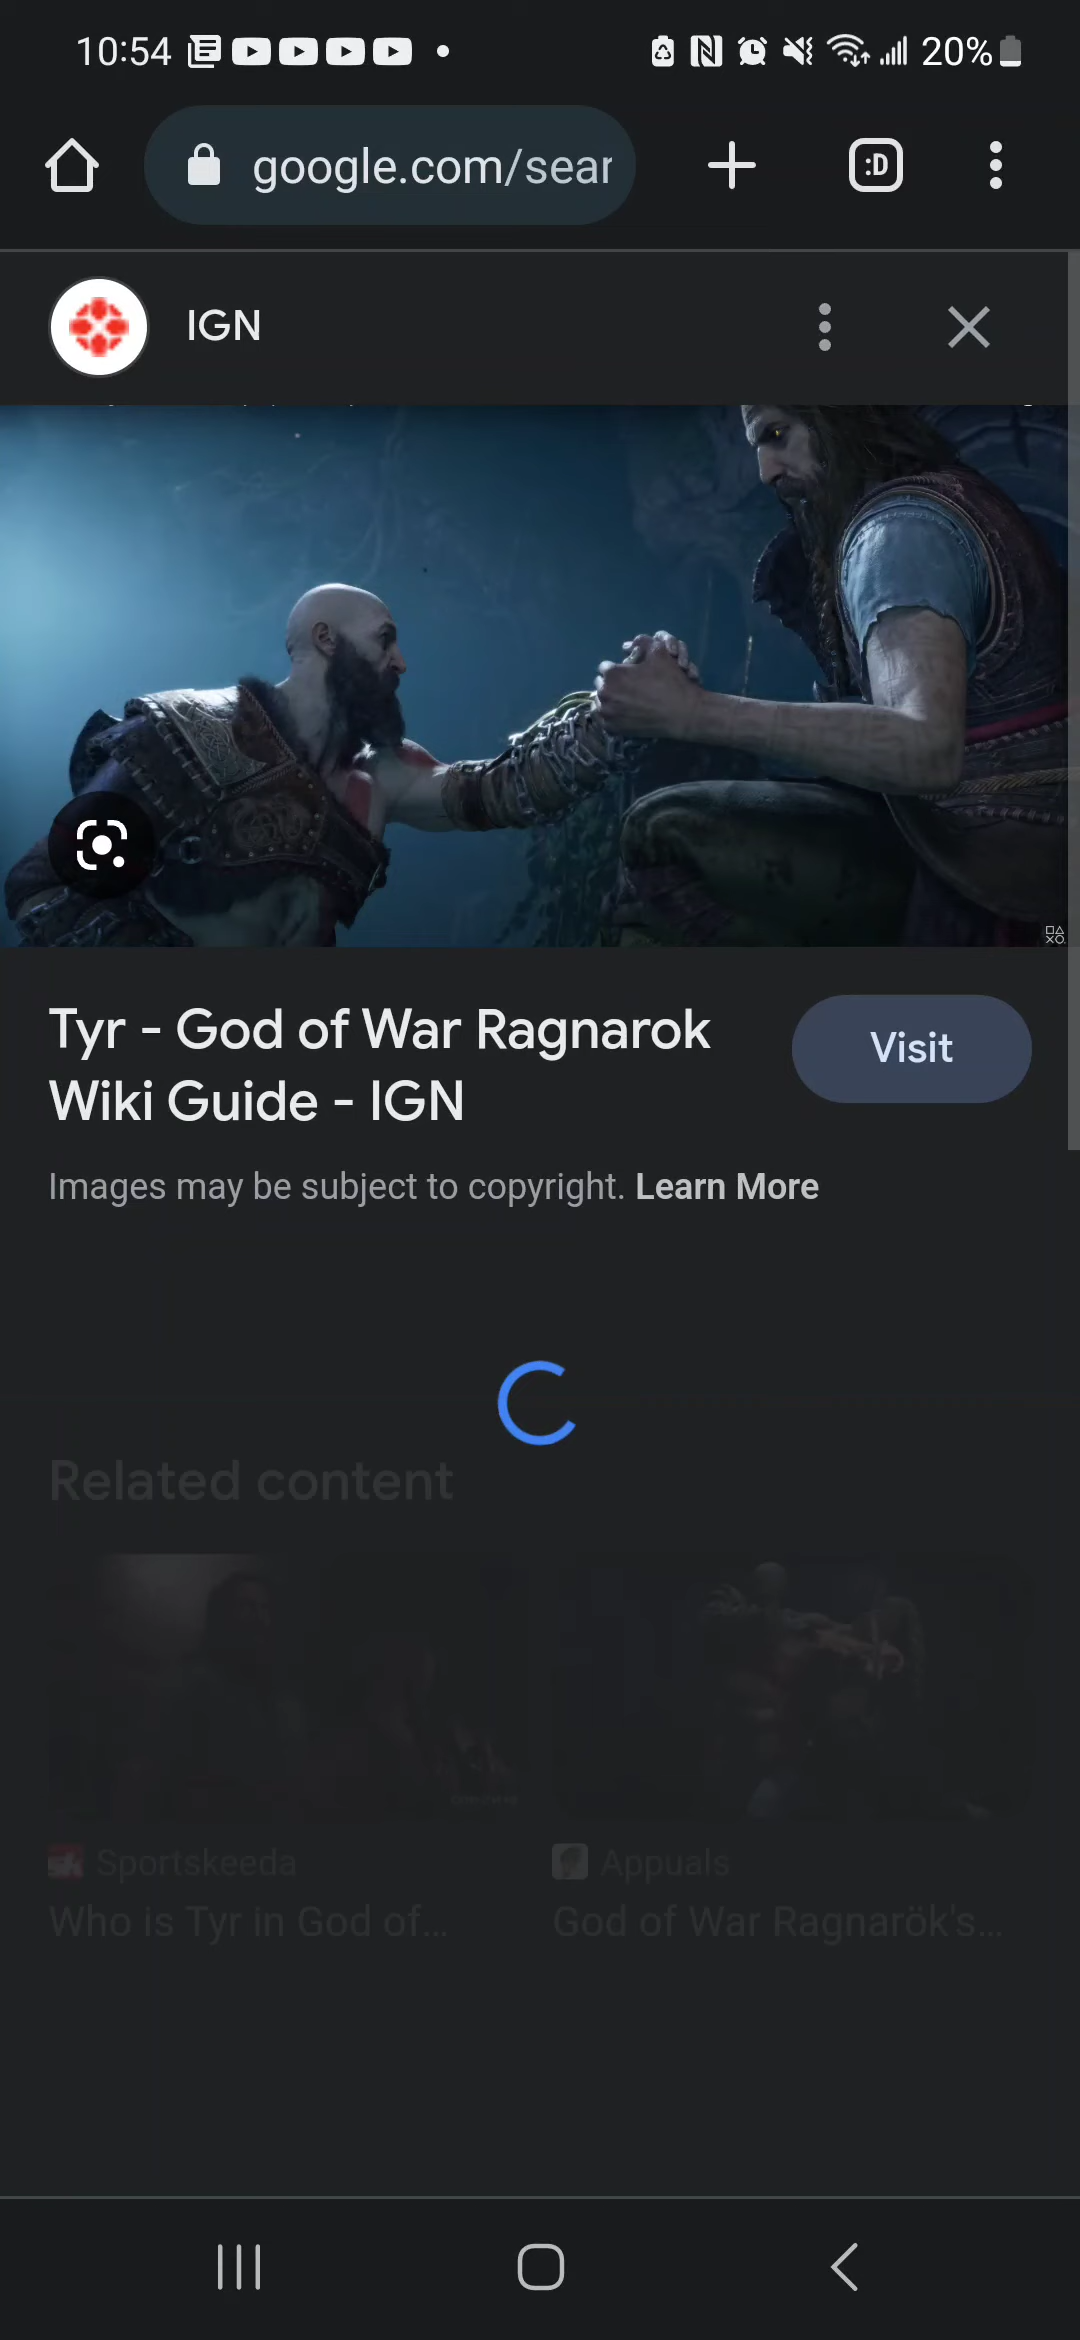 10:54
20%
google.com/sear
:D
IGN
Tyr - God of War Ragnarok
Wiki Guide - IGN
Visit
Images may be subject to copyright. Learn More
Related content
sk Sportskeeda
Appuals
Who is Tyr in God of...
God of War Ragnarök's...